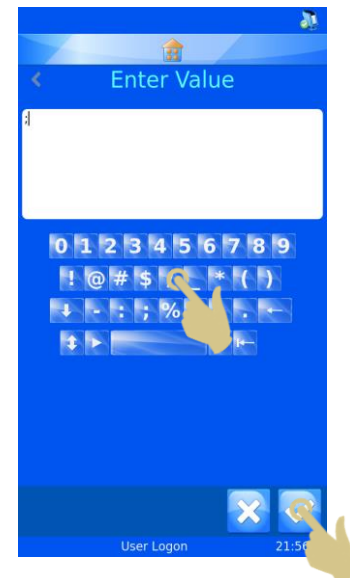 Enter Value
;
0 1 2 3 4 5 6 7 8 9
! @ # $ _ * ( )
- : ; % .
User Logon 21:56